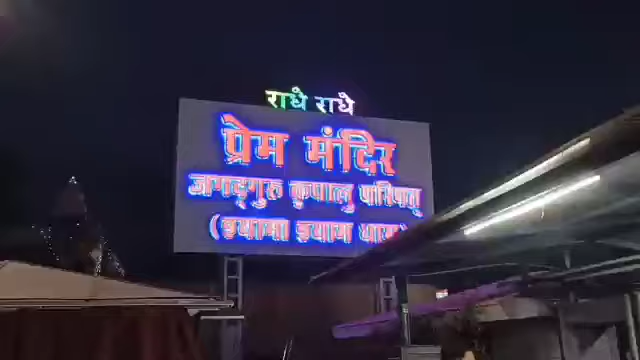 राधे राधे
प्रेम मंदिर
जगद्गुरु कृपालु परिषत्
(श्यामा श्याम धाम)